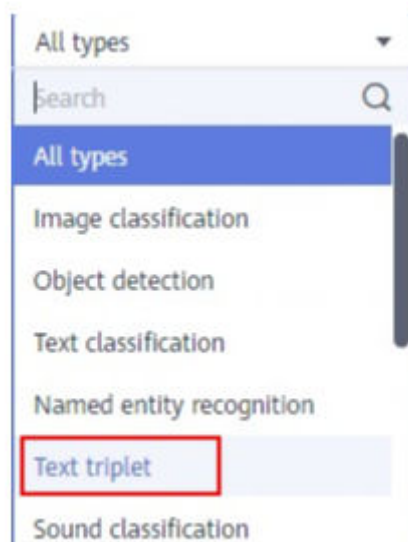 All types
Search
All types
Image classification
Object detection
Text classification
Named entity recognition
Text triplet
Sound classification